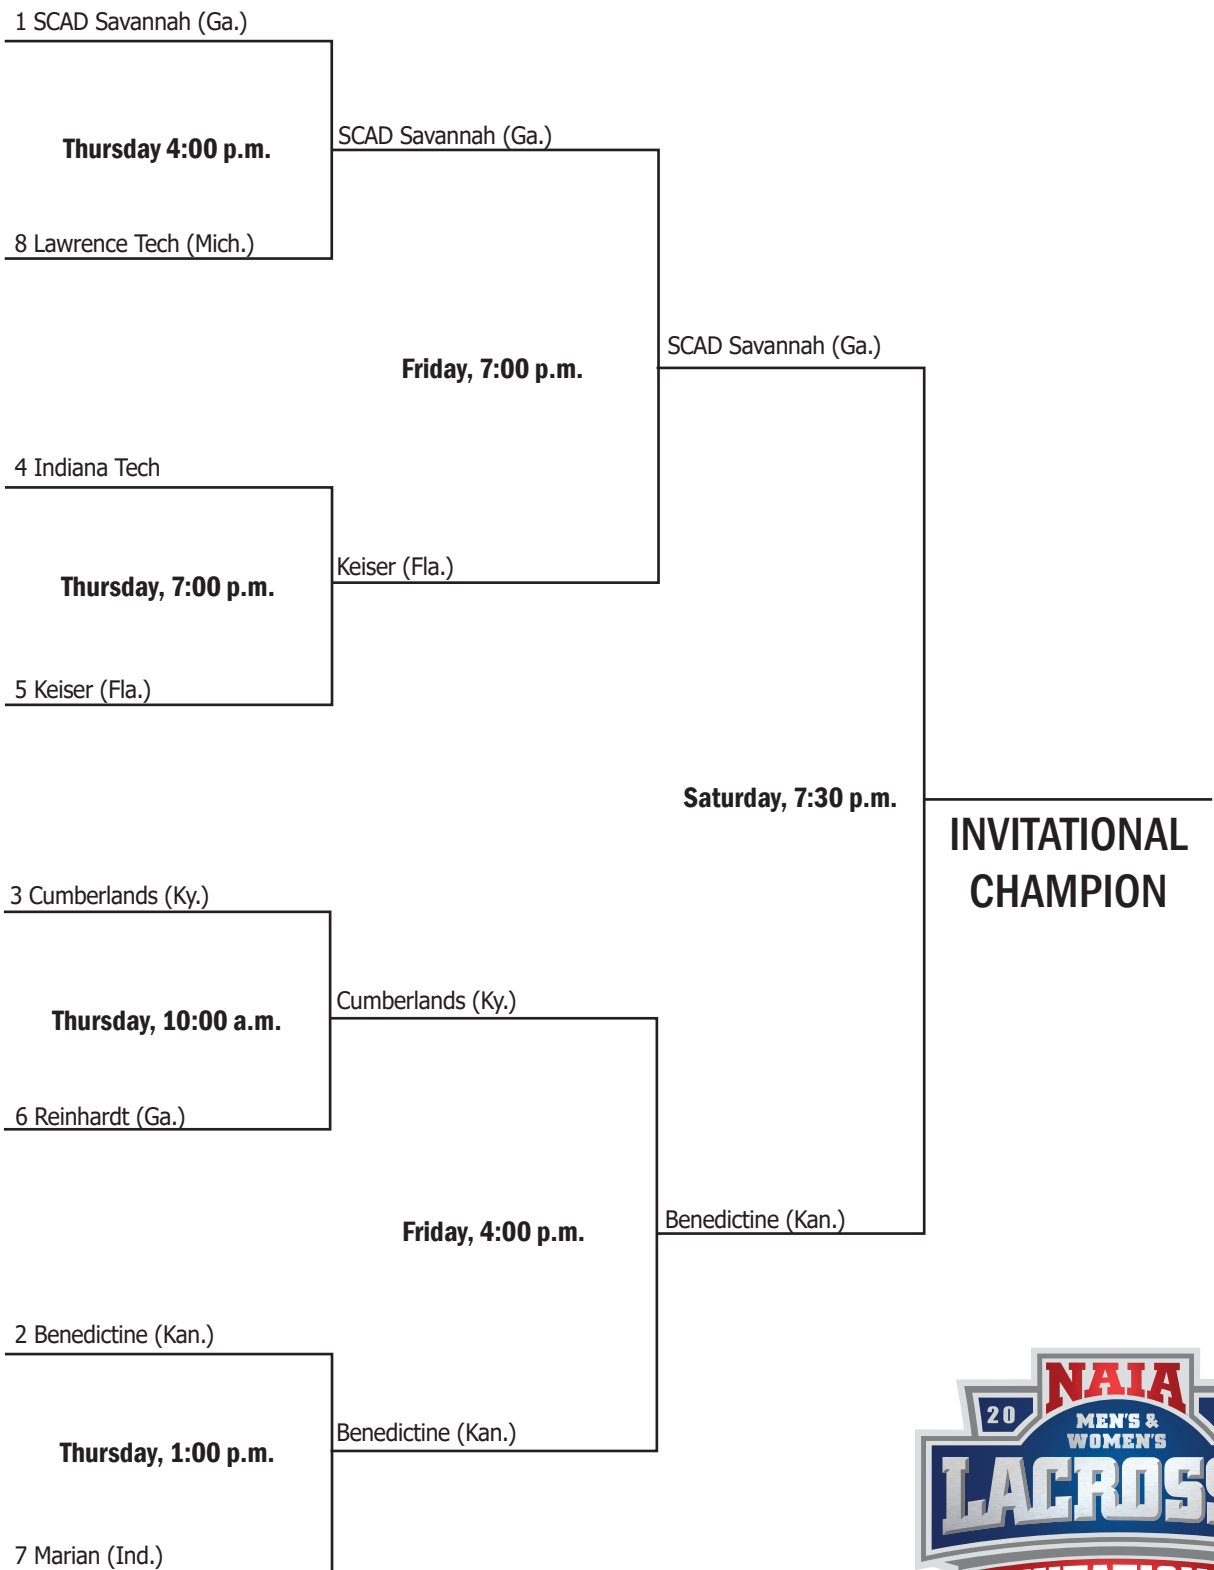 1 SCAD Savannah (Ga.)
Thursday 4:00 p.m.
SCAD Savannah (Ga.)
8 Lawrence Tech (Mich.)
Friday, 7:00 p.m.
SCAD Savannah (Ga.)
4 Indiana Tech
Thursday, 7:00 p.m.
Keiser (Fla.)
5 Keiser (Fla.)
Saturday, 7:30 p.m.
INVITATIONAL
CHAMPION
3 Cumberlands (Ky.)
Thursday, 10:00 a.m.
Cumberlands (Ky.)
6 Reinhardt (Ga.)
Friday, 4:00 p.m.
Benedictine (Kan.)
2 Benedictine (Kan.)
Thursday, 1:00 p.m.
Benedictine (Kan.)
7 Marian (Ind.)
NAIA
20
MEN'S &
WOMEN'S
LACROSS